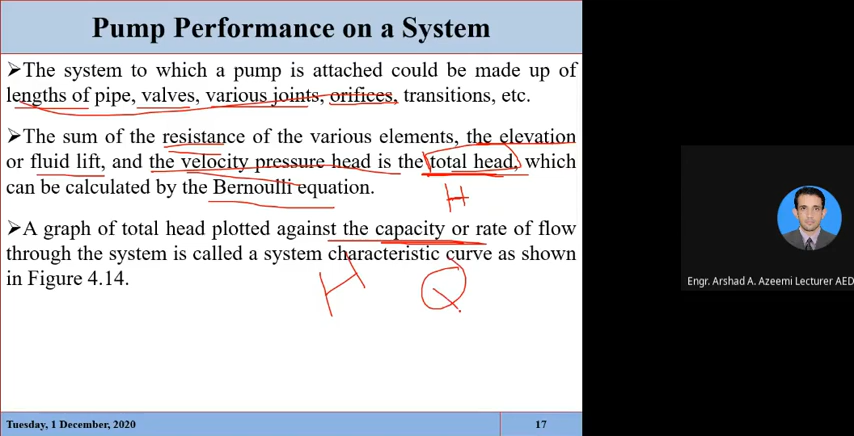 Pump Performance on a System
➢The system to which a pump is attached could be made up of
lengths of pipe, valves, various joints, orifices, transitions, etc.
➢The sum of the resistance of the various elements, the elevation
or fluid lift, and the velocity pressure head is the total head, which
can be calculated by the Bernoulli equation.
H
➢A graph of total head plotted against the capacity or rate of flow
through the system is called a system characteristic curve as shown
in Figure 4.14.
H Q
Tuesday, 1 December, 2020 17
Engr. Arshad A. Azeemi Lecturer AED